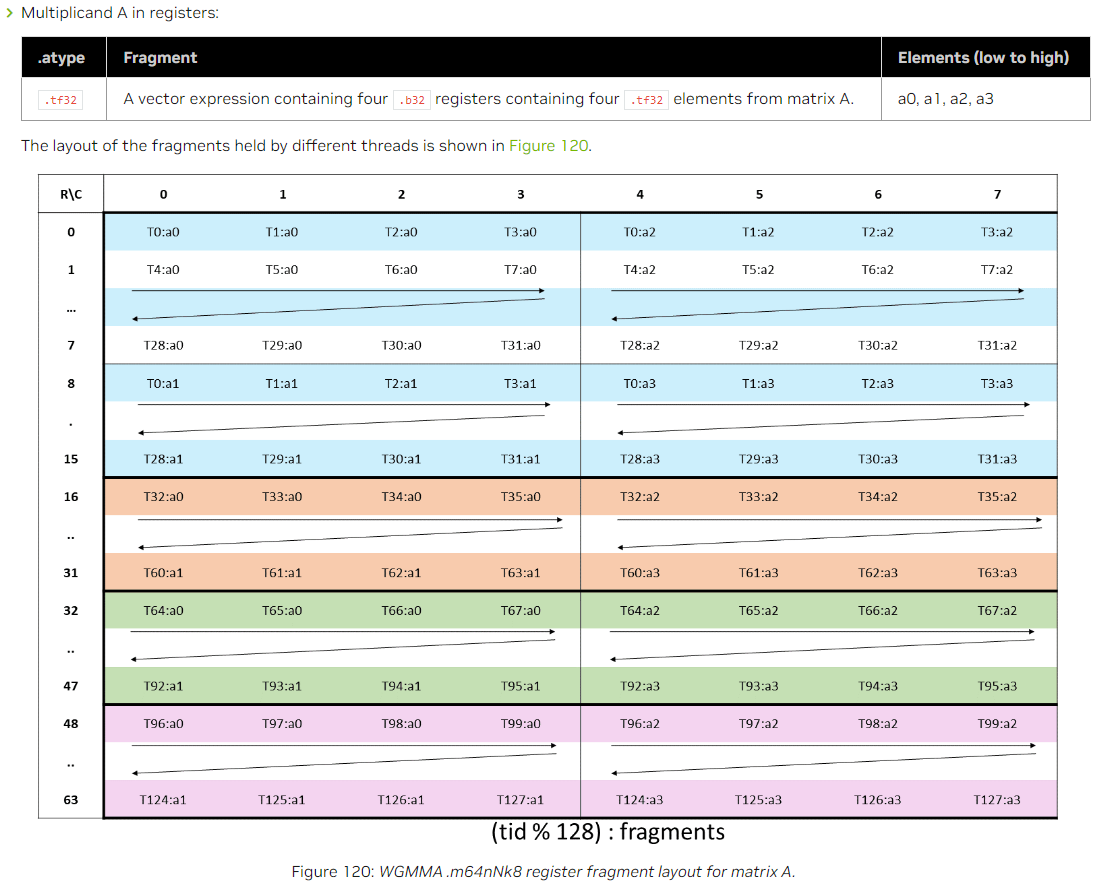 Multiplicand A in registers:
.atype Fragment Elements (low to high)
.tf32 A vector expression containing four .b32 registers containing four .tf32 elements from matrix A. a0, a1, a2, a3
The layout of the fragments held by different threads is shown in Figure 120.
R\C 0 1 2 3 4 5 6 7
0 T0:a0 T1:a0 T2:a0 T3:a0 T0:a2 T1:a2 T2:a2 T3:a2
1 T4:a0 T5:a0 T6:a0 T7:a0 T4:a2 T5:a2 T6:a2 T7:a2
...
7 T28:a0 T29:a0 T30:a0 T31:a0 T28:a2 T29:a2 T30:a2 T31:a2
8 T0:a1 T1:a1 T2:a1 T3:a1 T0:a3 T1:a3 T2:a3 T3:a3
.
15 T28:a1 T29:a1 T30:a1 T31:a1 T28:a3 T29:a3 T30:a3 T31:a3
16 T32:a0 T33:a0 T34:a0 T35:a0 T32:a2 T33:a2 T34:a2 T35:a2
..
31 T60:a1 T61:a1 T62:a1 T63:a1 T60:a3 T61:a3 T62:a3 T63:a3
32 T64:a0 T65:a0 T66:a0 T67:a0 T64:a2 T65:a2 T66:a2 T67:a2
..
47 T92:a1 T93:a1 T94:a1 T95:a1 T92:a3 T93:a3 T94:a3 T95:a3
48 T96:a0 T97:a0 T98:a0 T99:a0 T96:a2 T97:a2 T98:a2 T99:a2
..
63 T124:a1 T125:a1 T126:a1 T127:a1 T124:a3 T125:a3 T126:a3 T127:a3
(tid % 128) : fragments
Figure 120: WGMMA .m64nNk8 register fragment layout for matrix A.